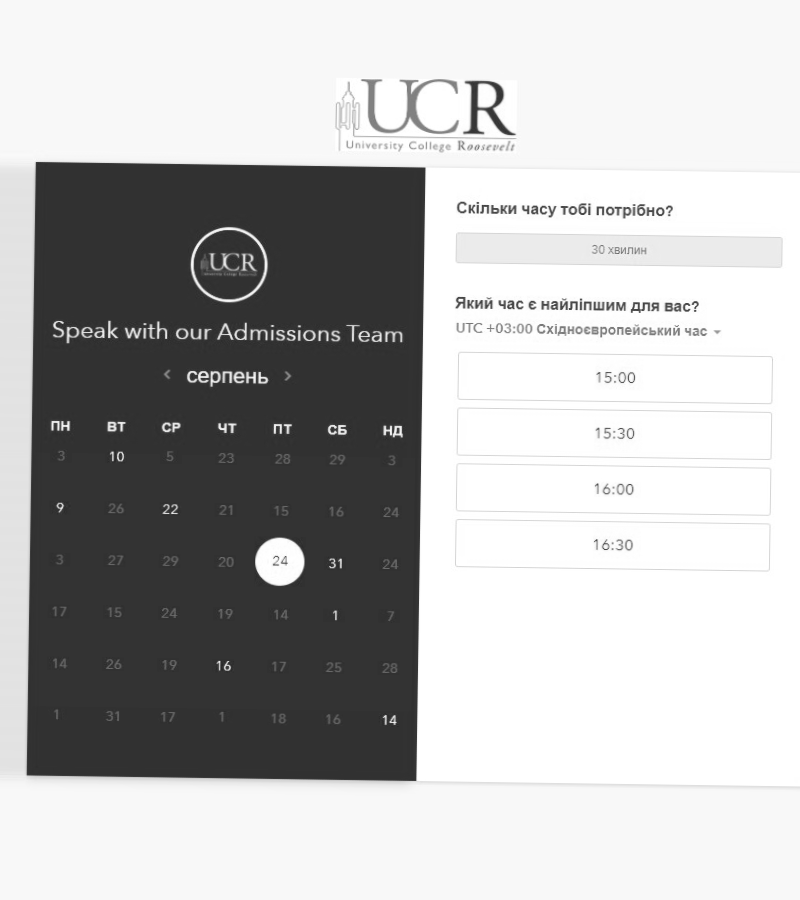 UCR
University College Roosevelt
UCR
Speak with our Admissions Team
серпень
ПН ВТ СР ЧТ ПТ СБ НД
3 10 5 23 28 29 3
9 26 22 21 15 16 24
3 27 29 20 24 31 24
17 15 24 19 14 1 7
14 26 19 16 17 25 28
1 31 17 1 18 16 14
Скільки часу тобі потрібно?
30 хвилин
Який час є найліпшим для вас?
UTC +03:00 Східноєвропейський час
15:00
15:30
16:00
16:30